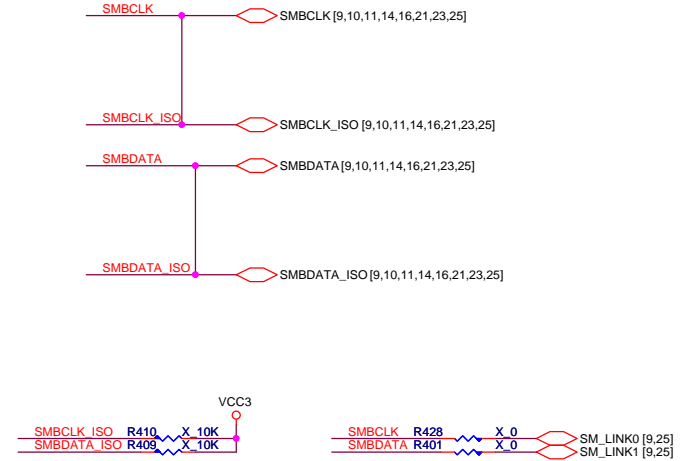 SMBCLK SMBCLK [9,10,11,14,16,21,23,25]
SMBCLK_ISO SMBCLK_ISO [9,10,11,14,16,21,23,25]
SMBDATA SMBDATA [9,10,11,14,16,21,23,25]
SMBDATA_ISO SMBDATA_ISO [9,10,11,14,16,21,23,25]
VCC3
SMBCLK_ISO R410 X_10K
SMBDATA_ISO R409 X_10K
SMBCLK R428 X_0 SM_LINK0 [9,25]
SMBDATA R401 X_0 SM_LINK1 [9,25]